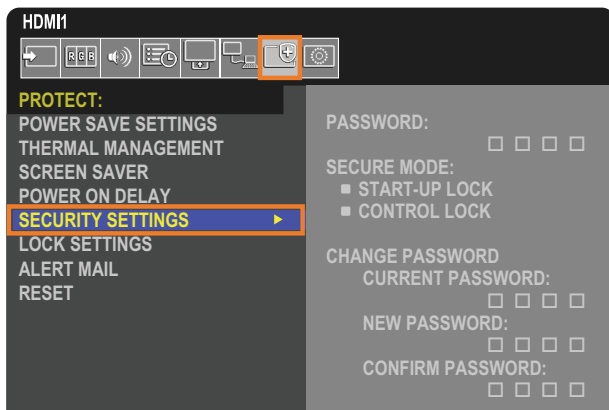 HDMI1
RGB
PROTECT:
POWER SAVE SETTINGS
THERMAL MANAGEMENT
SCREEN SAVER
POWER ON DELAY
SECURITY SETTINGS
LOCK SETTINGS
ALERT MAIL
RESET
PASSWORD:
SECURE MODE:
START-UP LOCK
CONTROL LOCK
CHANGE PASSWORD
CURRENT PASSWORD:
NEW PASSWORD:
CONFIRM PASSWORD: